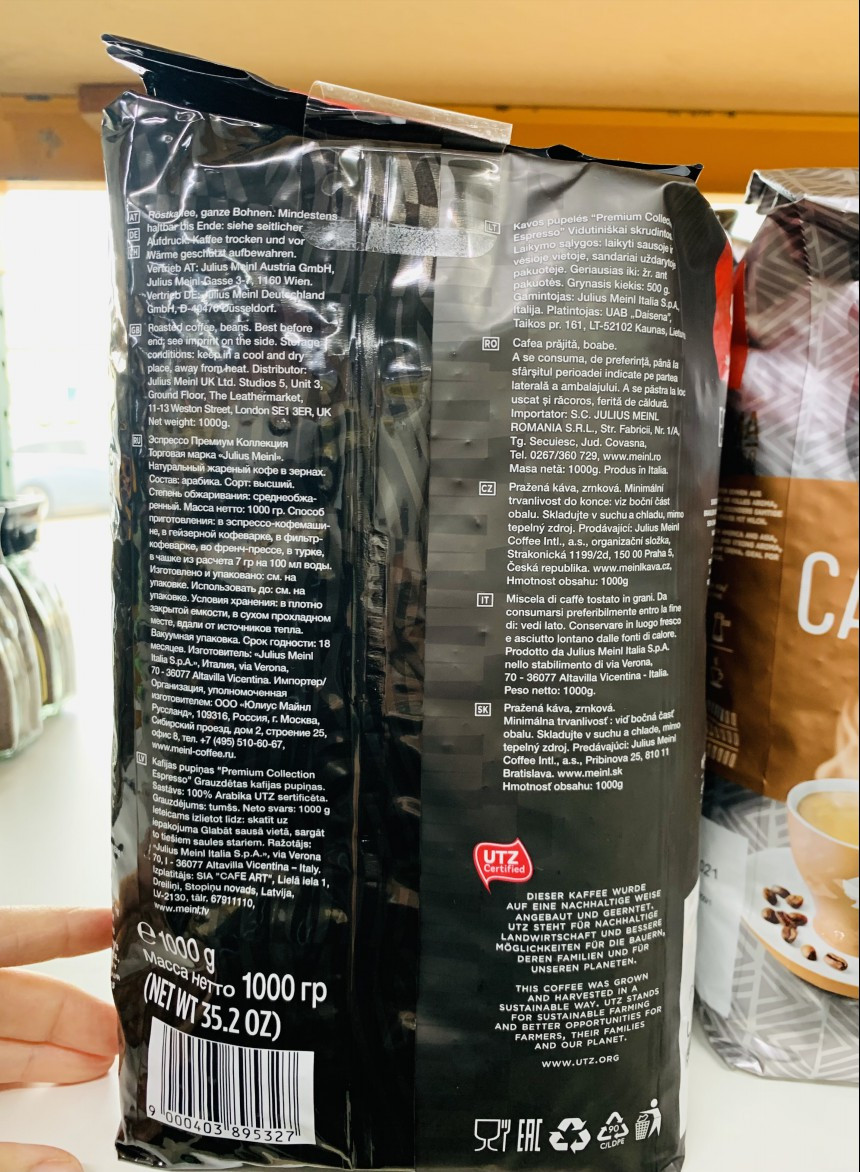 AT
DE
CH
Röstkaffee, ganze Bohnen. Mindestens
haltbar bis Ende: siehe seitlicher
Aufdruck. Kaffee trocken und vor
Wärme geschützt aufbewahren.
Vertrieb AT: Julius Meinl Austria GmbH,
Julius Meinl Gasse 3-7, 1160 Wien.
Vertrieb DE: Julius Meinl Deutschland
GmbH, D-40476 Düsseldorf.
GB
Roasted coffee, beans. Best before
end: see imprint on the side. Storage
conditions: keep in a cool and dry
place, away from heat. Distributor:
Julius Meinl UK Ltd. Studios 5, Unit 3,
Ground Floor, The Leathermarket,
11-13 Weston Street, London SE1 3ER, UK
Net weight: 1000g.
RU
Эспрессо Премиум Коллекция
Торговая марка «Julius Meinl».
Натуральный жареный кофе в зернах.
Состав: арабика. Сорт: высший.
Степень обжаривания: среднеобжа-
ренный. Масса нетто: 1000 гр. Способ
приготовления: в эспрессо-кофемаши-
не, в гейзерной кофеварке, в фильтр-
кофеварке, во френч-прессе, в турке,
в чашке из расчета 7 гр на 100 мл воды.
Изготовлено и упаковано: см. на
упаковке. Использовать до: см. на
упаковке. Условия хранения: в плотно
закрытой емкости, в сухом прохладном
месте, вдали от источников тепла.
Вакуумная упаковка. Срок годности: 18
месяцев. Изготовитель: «Julius Meinl
Italia S.p.A.», Италия, via Verona,
70 - 36077 Altavilla Vicentina. Импортер/
Организация, уполномоченная
изготовителем: ООО «Юлиус Майнл
Руссланд», 109316, Россия, г. Москва,
Сибирский проезд, дом 2, строение 25,
офис 8, тел. +7 (495) 510-60-67,
www.meinl-coffee.ru.
LV
Kafijas pupiņas "Premium Collection
Espresso" Grauzdētas kafijas pupiņas.
Sastāvs: 100% Arabika UTZ sertificēta.
Grauzdējums: tumšs. Neto svars: 1000 g
Ieteicams izlietot līdz: skatīt uz
iepakojuma Glabāt sausā vietā, sargāt
no tiešiem saules stariem. Ražotājs:
«Julius Meinl Italia S.p.A.», via Verona
70, I - 36077 Altavilla Vicentina – Italy.
Izplatītājs: SIA "CAFE ART", Lielā iela 1,
Dreiliņi, Stopiņu novads, Latvija,
LV-2130, tālr. 67911110,
www.meinl.lv
℮ 1000 g
Масса нетто 1000 гр
(NET WT 35.2 OZ)
9 000403 895327
LT
Kavos pupelės "Premium Collec
Espresso" Vidutiniškai skrudintos
Laikymo sąlygos: laikyti sausoje ir
vėsioje vietoje, sandariai uždarytoje
pakuotėje. Geriausias iki: žr. ant
pakuotės. Grynasis kiekis: 500 g.
Gamintojas: Julius Meinl Italia S.p.A.
Italija. Platintojas: UAB „Daisena",
Taikos pr. 161, LT-52102 Kaunas, Lietu
RO
Cafea prăjită, boabe.
A se consuma, de preferință, până la
sfârșitul perioadei indicate pe partea
laterală a ambalajului. A se păstra la loc
uscat și răcoros, ferită de căldură.
Importator: S.C. JULIUS MEINL
ROMANIA S.R.L., Str. Fabricii, Nr. 1/A,
Tg. Secuiesc, Jud. Covasna,
Tel. 0267/360 729, www.meinl.ro
Masa netă: 1000g. Produs in Italia.
CZ
Pražená káva, zrnková. Minimální
trvanlivost do konce: viz boční část
obalu. Skladujte v suchu a chladu, mimo
tepelný zdroj. Prodávající: Julius Meinl
Coffee Intl., a.s., organizační složka,
Strakonická 1199/2d, 150 00 Praha 5,
Česká republika. www.meinlkava.cz,
Hmotnost obsahu: 1000g
IT
Miscela di caffè tostato in grani. Da
consumarsi preferibilmente entro la fine
di: vedi lato. Conservare in luogo fresco
e asciutto lontano dalle fonti di calore.
Prodotto da Julius Meinl Italia S.p.A.
nello stabilimento di via Verona,
70 - 36077 Altavilla Vicentina - Italia.
Peso netto: 1000g.
SK
Pražená káva, zrnková.
Minimálna trvanlivosť : viď bočná časť
obalu. Skladujte v suchu a chlade, mimo
tepelný zdroj. Predávajúci: Julius Meinl
Coffee Intl., a.s., Pribinova 25, 810 11
Bratislava. www.meinl.sk
Hmotnosť obsahu: 1000g
UTZ
Certified
DIESER KAFFEE WURDE
AUF EINE NACHHALTIGE WEISE
ANGEBAUT UND GEERNTET.
UTZ STEHT FÜR NACHHALTIGE
LANDWIRTSCHAFT UND BESSERE
MÖGLICHKEITEN FÜR DIE BAUERN,
DEREN FAMILIEN UND FÜR
UNSEREN PLANETEN.
THIS COFFEE WAS GROWN
AND HARVESTED IN A
SUSTAINABLE WAY. UTZ STANDS
FOR SUSTAINABLE FARMING
AND BETTER OPPORTUNITIES FOR
FARMERS, THEIR FAMILIES
AND OUR PLANET.
WWW.UTZ.ORG
EAC
90
C/LDPE
CA